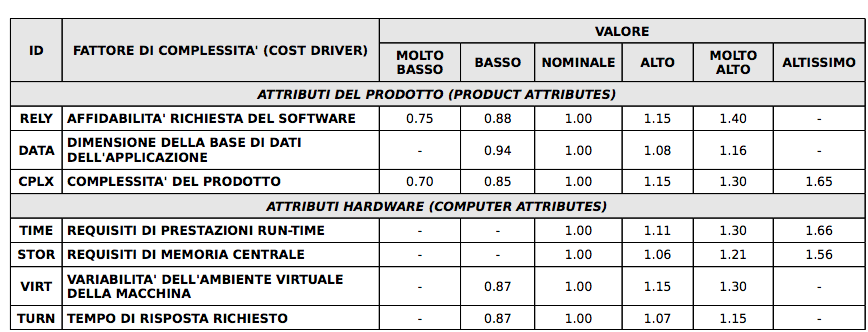 ID FATTORE DI COMPLESSITA' (COST DRIVER) VALORE
MOLTO BASSO BASSO NOMINALE ALTO MOLTO ALTO ALTISSIMO
ATTRIBUTI DEL PRODOTTO (PRODUCT ATTRIBUTES)
RELY AFFIDABILITA' RICHIESTA DEL SOFTWARE 0.75 0.88 1.00 1.15 1.40 -
DATA DIMENSIONE DELLA BASE DI DATI DELL'APPLICAZIONE - 0.94 1.00 1.08 1.16 -
CPLX COMPLESSITA' DEL PRODOTTO 0.70 0.85 1.00 1.15 1.30 1.65
ATTRIBUTI HARDWARE (COMPUTER ATTRIBUTES)
TIME REQUISITI DI PRESTAZIONI RUN-TIME - - 1.00 1.11 1.30 1.66
STOR REQUISITI DI MEMORIA CENTRALE - - 1.00 1.06 1.21 1.56
VIRT VARIABILITA' DELL'AMBIENTE VIRTUALE DELLA MACCHINA - 0.87 1.00 1.15 1.30 -
TURN TEMPO DI RISPOSTA RICHIESTO - 0.87 1.00 1.07 1.15 -